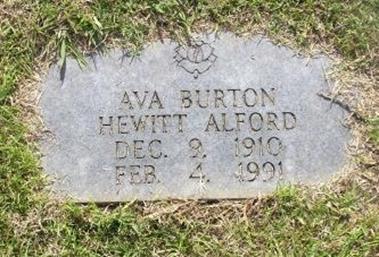 AVA BURTON
HEWITT ALFORD
DEC. 9, 1910
FEB. 4, 1991